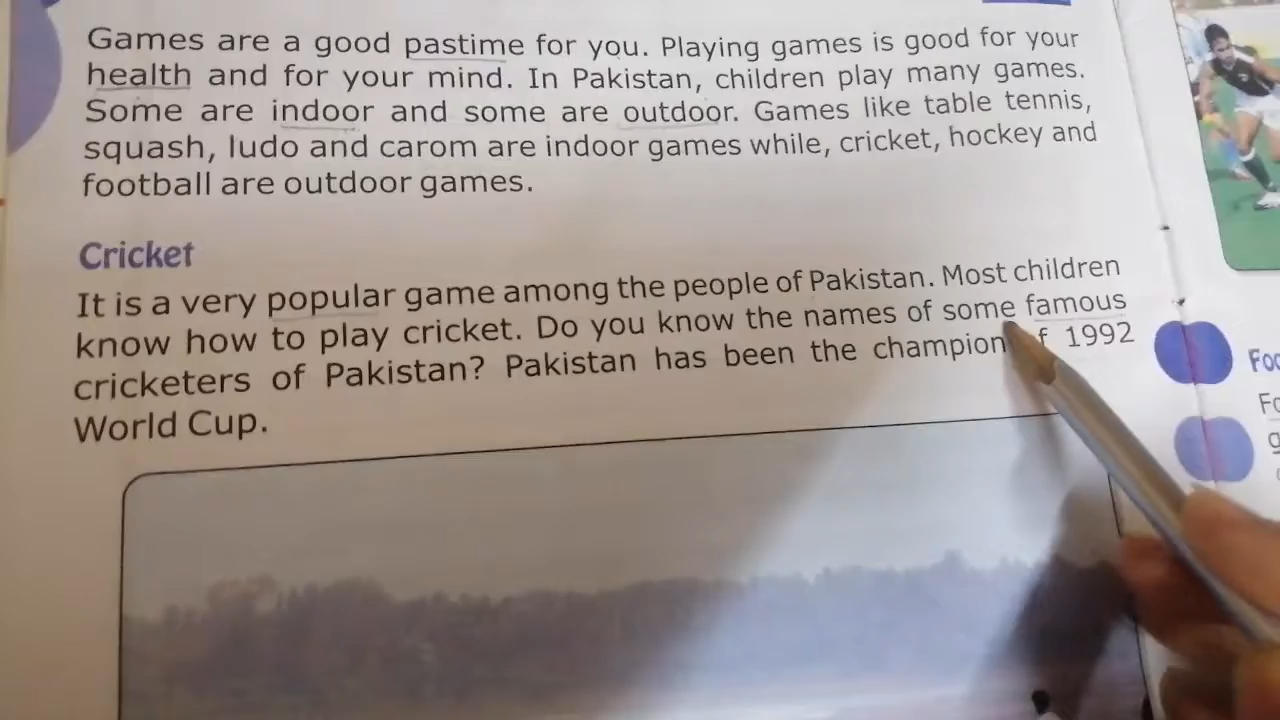 Games are a good pastime for you. Playing games is good for your
health and for your mind. In Pakistan, children play many games.
Some are indoor and some are outdoor. Games like table tennis,
squash, ludo and carom are indoor games while, cricket, hockey and
football are outdoor games.
Cricket
It is a very popular game among the people of Pakistan. Most children
know how to play cricket. Do you know the names of some famous
cricketers of Pakistan? Pakistan has been the champion 1992
World Cup.